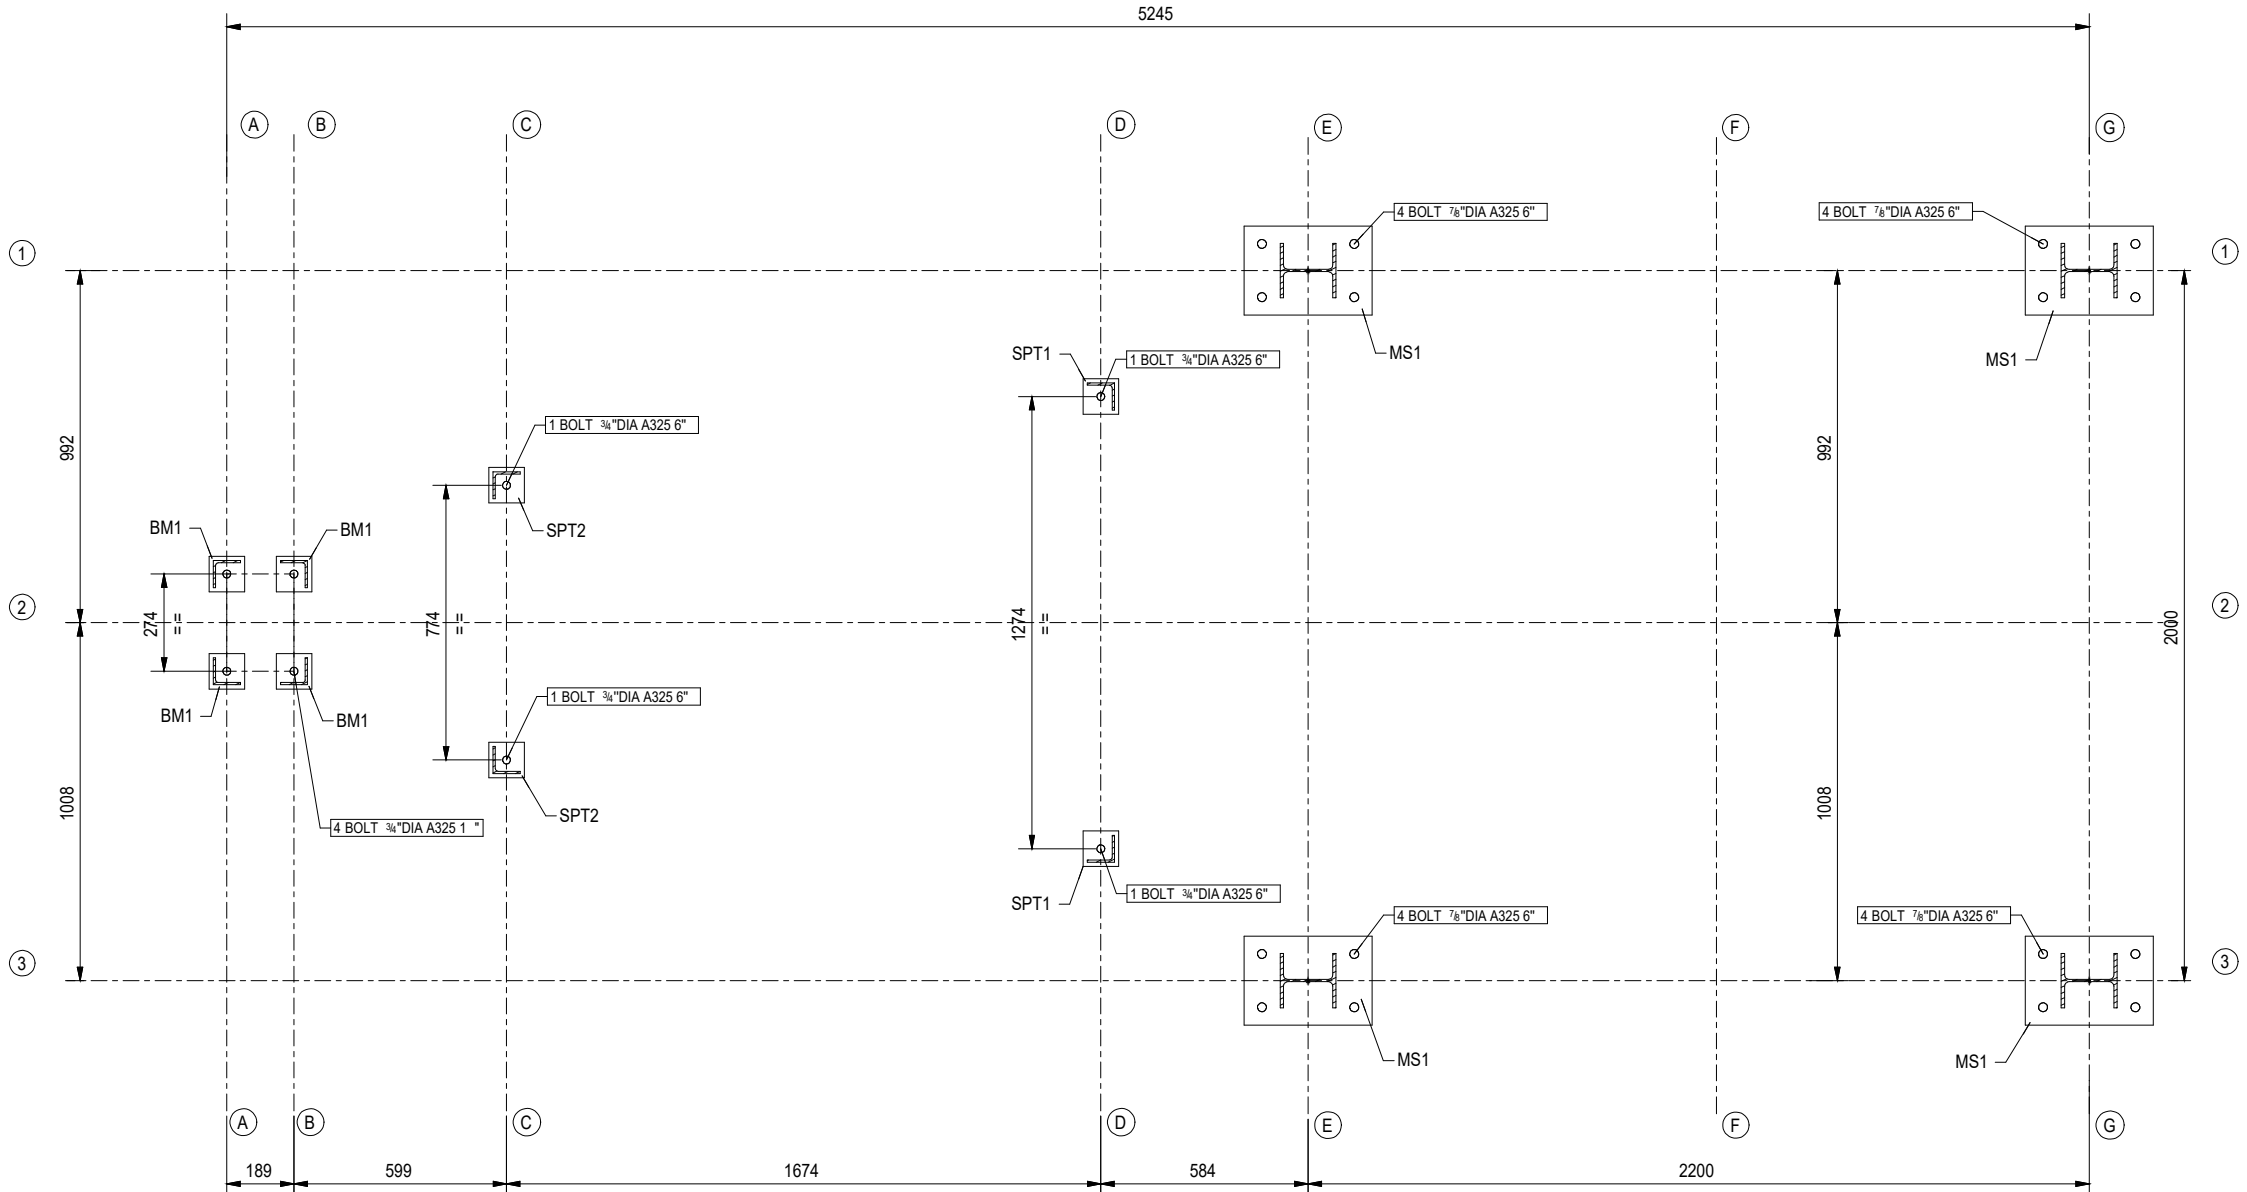 5245
A
B
C
D
E
F
G
4 BOLT ⅞"DIA A325 6"
4 BOLT ⅞"DIA A325 6"
1
1
SPT1
1 BOLT ¾"DIA A325 6"
MS1
MS1
1 BOLT ¾"DIA A325 6"
992
992
SPT2
BM1
BM1
2
2
274
=
774
=
1274
=
2000
BM1
BM1
1 BOLT ¾"DIA A325 6"
1008
1008
SPT2
4 BOLT ¾"DIA A325 1 "
SPT1
1 BOLT ¾"DIA A325 6"
4 BOLT ⅞"DIA A325 6"
4 BOLT ⅞"DIA A325 6"
3
3
MS1
MS1
A
B
C
D
E
F
G
189
599
1674
584
2200